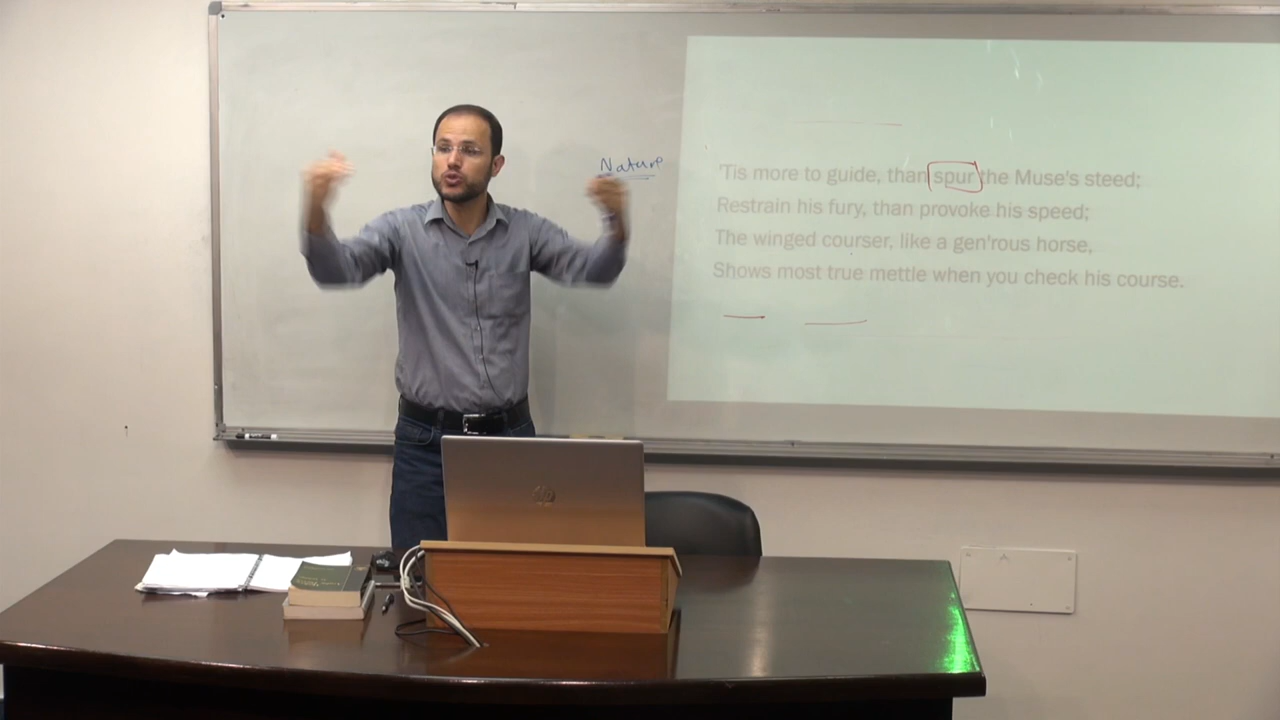 Nature
'Tis more to guide, than spur the Muse's steed;
Restrain his fury, than provoke his speed;
The winged courser, like a gen'rous horse,
Shows most true mettle when you check his course.
hp